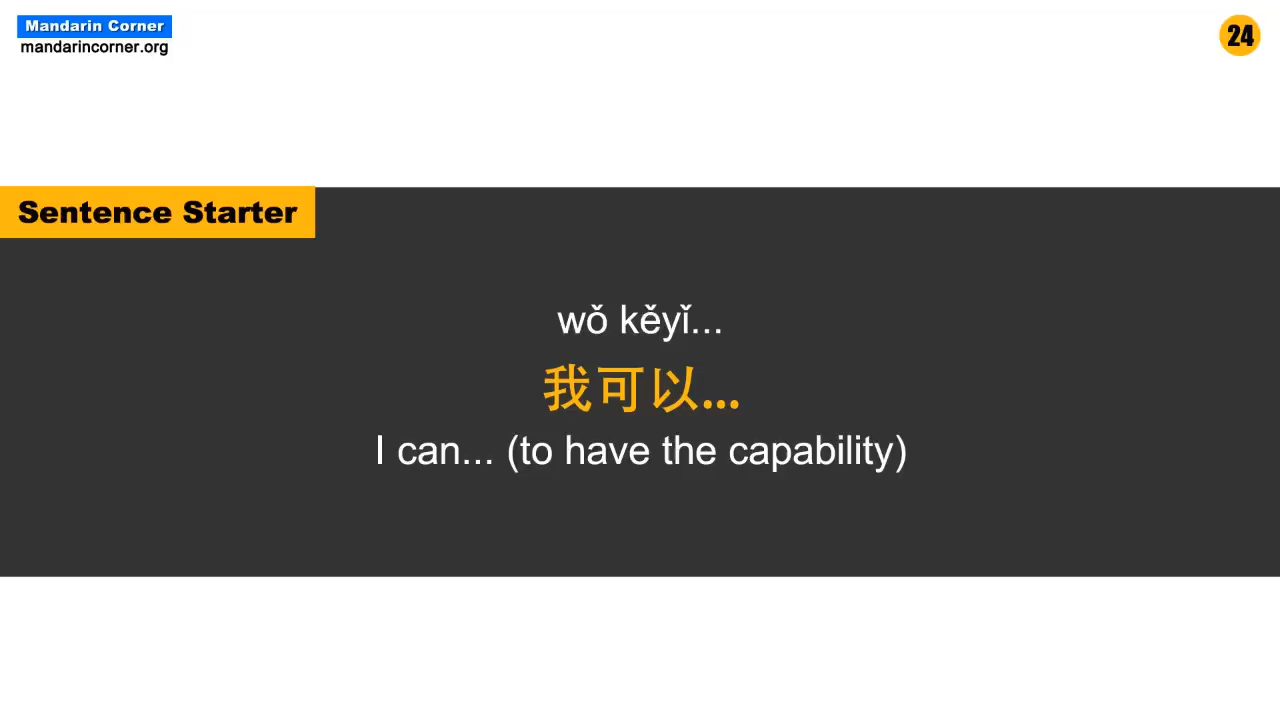 Mandarin Corner
mandarincorner.org
24
Sentence Starter
wǒ kěyǐ...
我可以...
I can... (to have the capability)